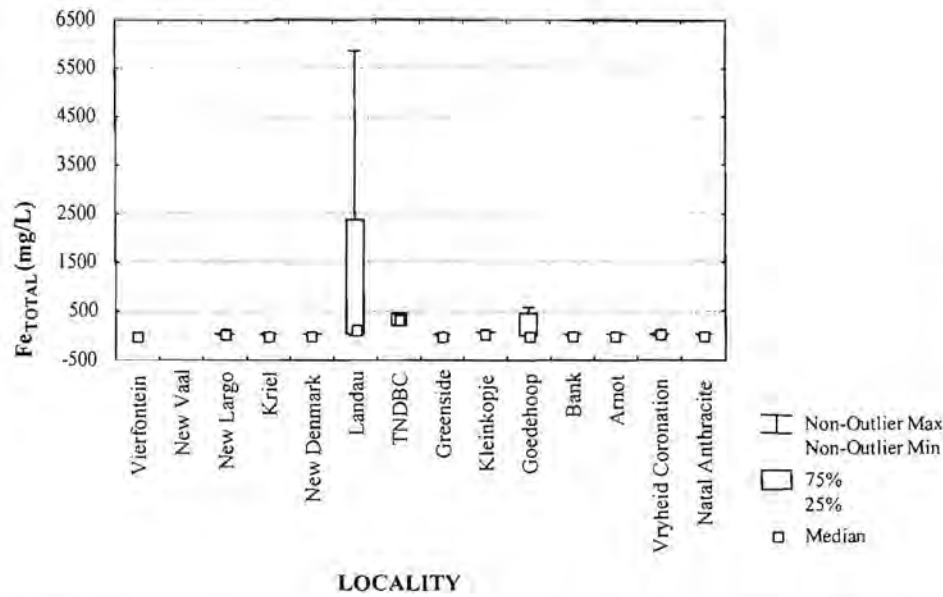 6500
5500
4500
3500
2500
1500
500
-500
Fe TOTAL (mg/L)
Vierfontein
New Vaal
New Largo
Kriel
New Denmark
Landau
TNDBC
Greenside
Kleinkopje
Goedehoop
Bank
Arnot
Vryheid Coronation
Natal Anthracite
LOCALITY
Non-Outlier Max
Non-Outlier Min
75%
25%
Median